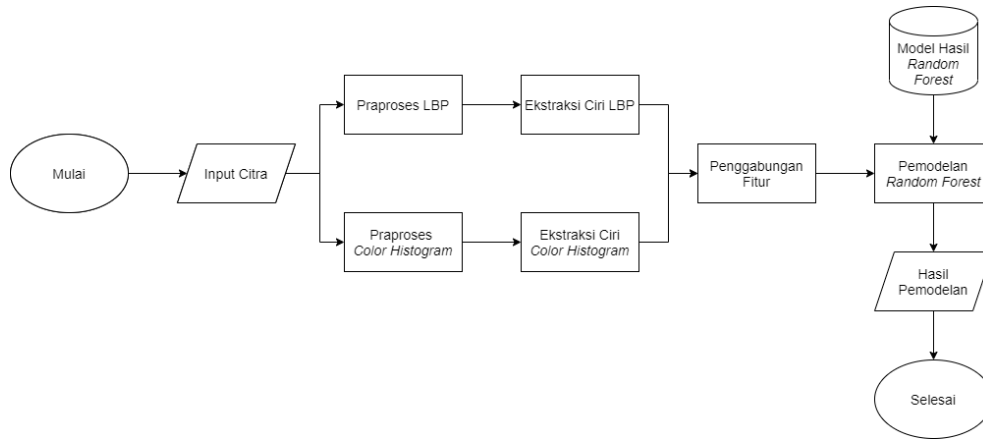 Model Hasil
Random
Forest
Praproses LBP
Ekstraksi Ciri LBP
Mulai
Input Citra
Penggabungan
Fitur
Pemodelan
Random Forest
Praproses
Color Histogram
Ekstraksi Ciri
Color Histogram
Hasil
Pemodelan
Selesai